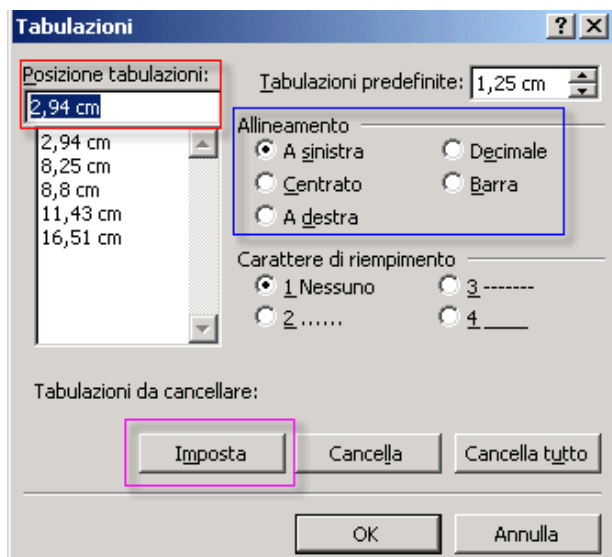 Tabulazioni
Posizione tabulazioni:
Tabulazioni predefinite: 1,25 cm
2,94 cm
2,94 cm
8,25 cm
8,8 cm
11,43 cm
16,51 cm
Allineamento
A sinistra Decimale
Centrato Barra
A destra
Carattere di riempimento
1 Nessuno 3 -------
2 ...... 4 ____
Tabulazioni da cancellare:
Imposta Cancella Cancella tutto
OK Annulla